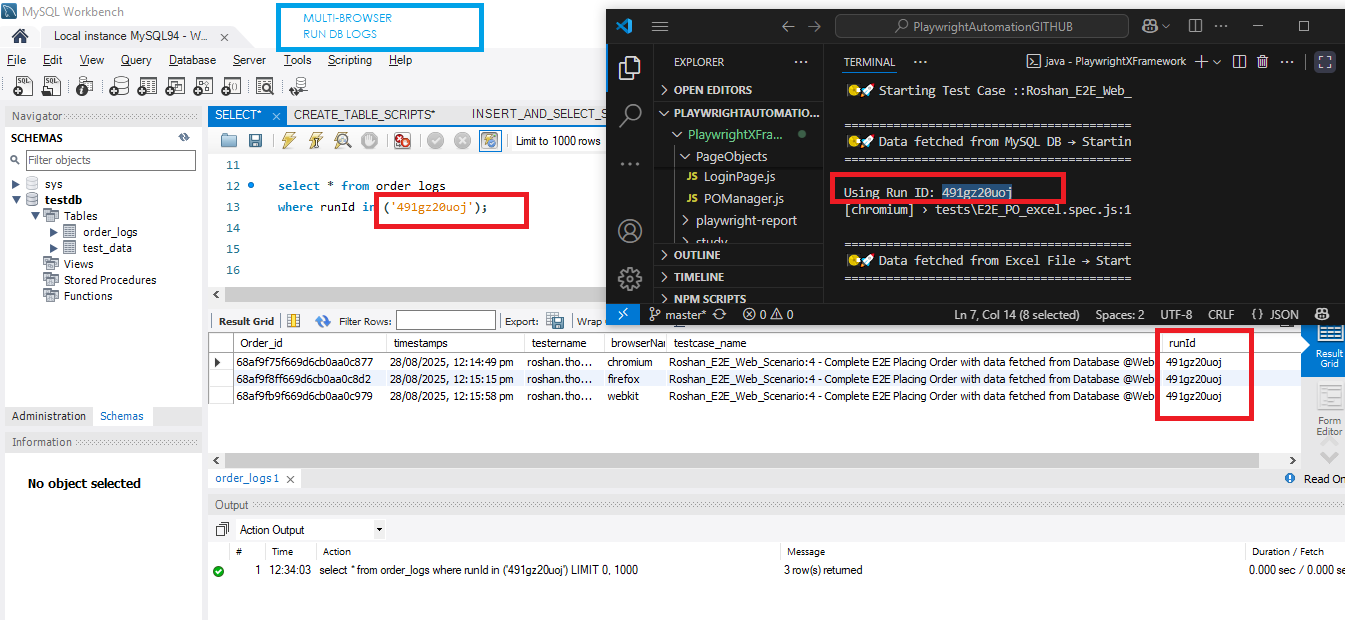 MySQL Workbench
Local instance MySQL94 - W...
MULTI-BROWSER
RUN DB LOGS
File Edit View Query Database Server Tools Scripting Help
Navigator
SCHEMAS
Filter objects
sys
testdb
Tables
order_logs
test_data
Views
Stored Procedures
Functions
Administration Schemas
Information
No object selected
SELECT* CREATE_TABLE_SCRIPTS* INSERT_AND_SELECT_S
Limit to 1000 rows
11
12 select * from order_logs
13 where runId in ('491gz20uoj');
14
15
16
PlaywrightAutomationGITHUB
EXPLORER
OPEN EDITORS
PLAYWRIGHTAUTOMATIO...
PlaywrightXFra...
PageObjects
JS LoginPage.js
JS POManager.js
playwright-report
study
OUTLINE
TIMELINE
NPM SCRIPTS
TERMINAL
java - PlaywrightXFramework
Starting Test Case ::Roshan_E2E_Web_
=========================================
Data fetched from MySQL DB → Startin
=========================================
Using Run ID: 491gz20uoj
[chromium] › tests\E2E_PO_excel.spec.js:1
=========================================
Data fetched from Excel File → Start
=========================================
master* 0 0 Ln 7, Col 14 (8 selected) Spaces: 2 UTF-8 CRLF {} JSON
Result Grid Filter Rows: Export: Wrap
Order_id timestamps testername browserNa testcase_name runId
68af9f75f669d6cb0aa0c877 28/08/2025, 12:14:49 pm roshan.tho... chromium Roshan_E2E_Web_Scenario:4 - Complete E2E Placing Order with data fetched from Database @Web 491gz20uoj
68af9f8ff669d6cb0aa0c8d2 28/08/2025, 12:15:15 pm roshan.tho... firefox Roshan_E2E_Web_Scenario:4 - Complete E2E Placing Order with data fetched from Database @Web 491gz20uoj
68af9fb9f669d6cb0aa0c979 28/08/2025, 12:15:58 pm roshan.tho... webkit Roshan_E2E_Web_Scenario:4 - Complete E2E Placing Order with data fetched from Database @Web 491gz20uoj
Result
Grid
Form
Editor
order_logs1
Read On
Output
Action Output
# Time Action Message Duration / Fetch
1 12:34:03 select * from order_logs where runId in ('491gz20uoj') LIMIT 0, 1000 3 row(s) returned 0.000 sec / 0.000 se